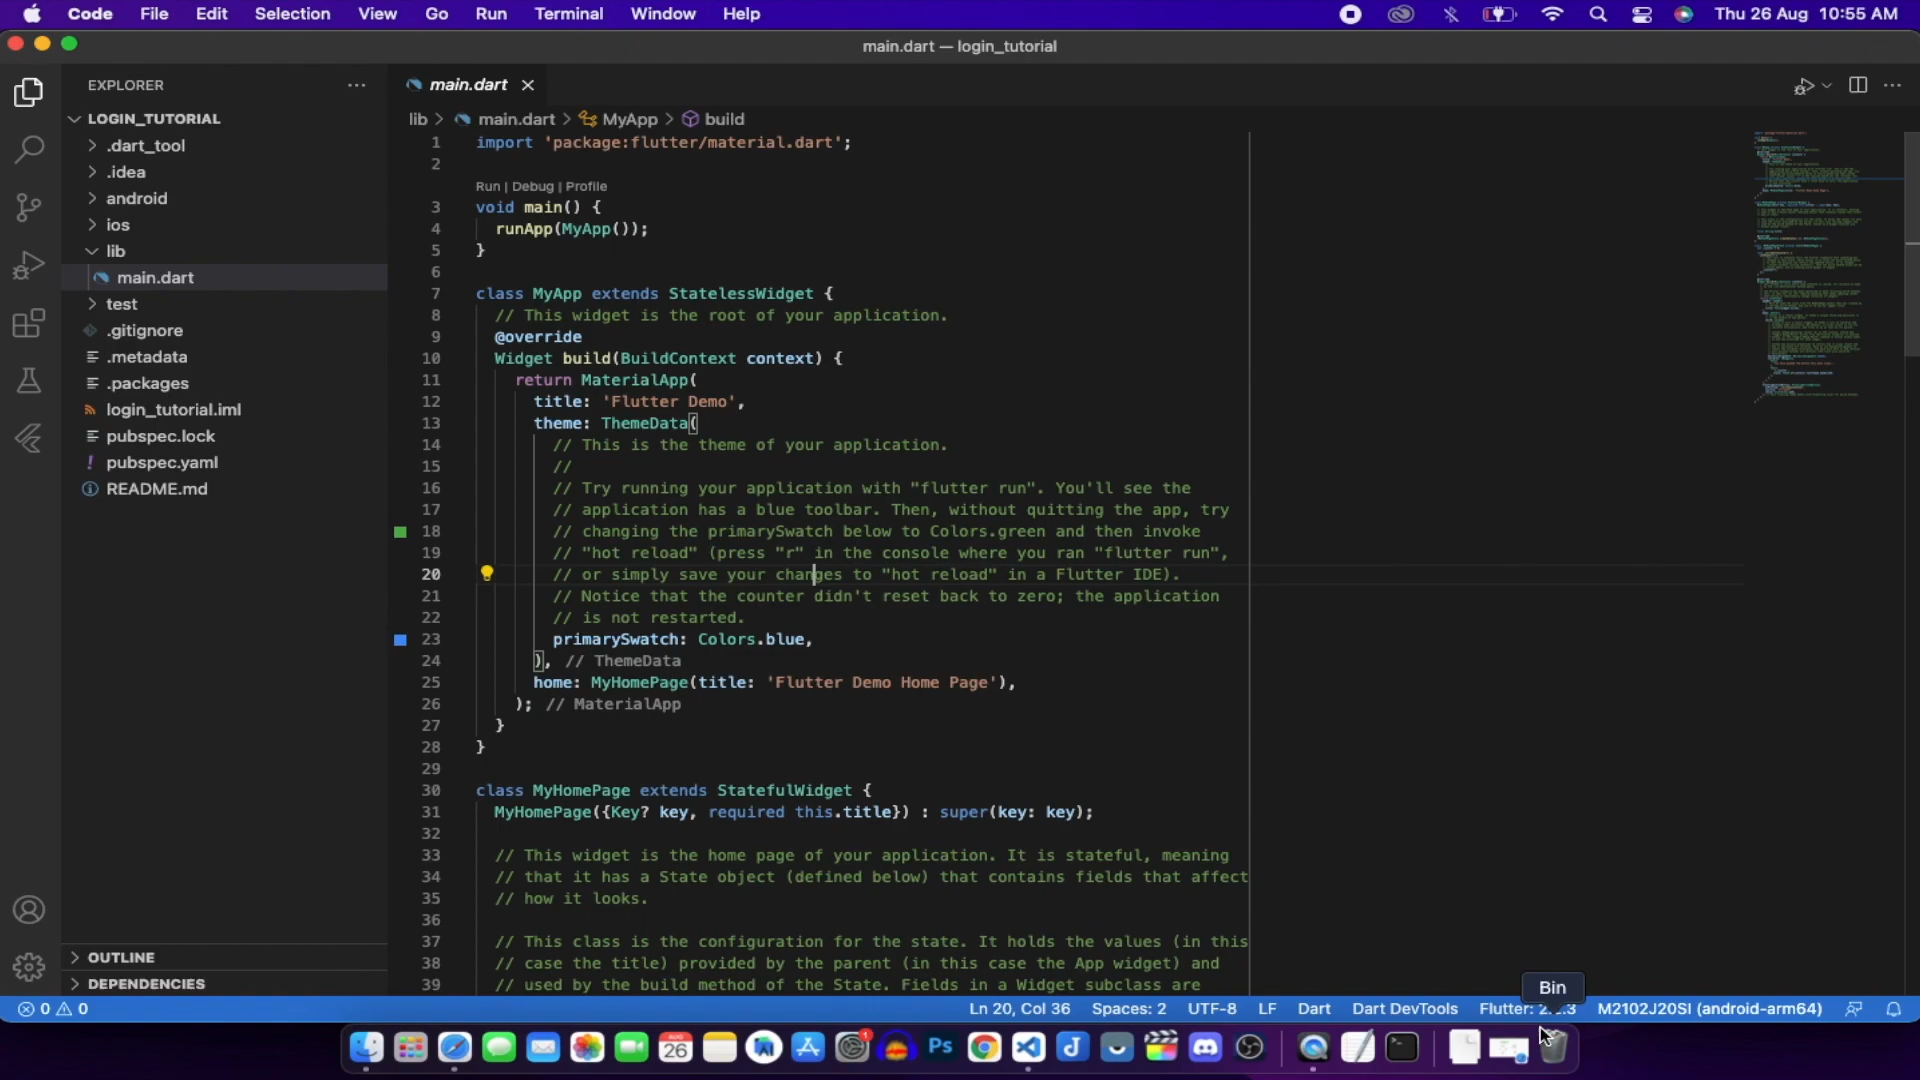 Code File Edit Selection View Go Run Terminal Window Help Thu 26 Aug 10:55 AM
main.dart — login_tutorial
EXPLORER
LOGIN_TUTORIAL
.dart_tool
.idea
android
ios
lib
main.dart
test
.gitignore
.metadata
.packages
login_tutorial.iml
pubspec.lock
! pubspec.yaml
README.md
OUTLINE
DEPENDENCIES
main.dart
lib > main.dart > MyApp > build
1 import 'package:flutter/material.dart';
2
Run | Debug | Profile
3 void main() {
4 runApp(MyApp());
5 }
6
7 class MyApp extends StatelessWidget {
8 // This widget is the root of your application.
9 @override
10 Widget build(BuildContext context) {
11 return MaterialApp(
12 title: 'Flutter Demo',
13 theme: ThemeData(
14 // This is the theme of your application.
15 //
16 // Try running your application with "flutter run". You'll see the
17 // application has a blue toolbar. Then, without quitting the app, try
18 // changing the primarySwatch below to Colors.green and then invoke
19 // "hot reload" (press "r" in the console where you ran "flutter run",
20 // or simply save your changes to "hot reload" in a Flutter IDE).
21 // Notice that the counter didn't reset back to zero; the application
22 // is not restarted.
23 primarySwatch: Colors.blue,
24 ), // ThemeData
25 home: MyHomePage(title: 'Flutter Demo Home Page'),
26 ); // MaterialApp
27 }
28 }
29
30 class MyHomePage extends StatefulWidget {
31 MyHomePage({Key? key, required this.title}) : super(key: key);
32
33 // This widget is the home page of your application. It is stateful, meaning
34 // that it has a State object (defined below) that contains fields that affect
35 // how it looks.
36
37 // This class is the configuration for the state. It holds the values (in this
38 // case the title) provided by the parent (in this case the App widget) and
39 // used by the build method of the State. Fields in a Widget subclass are
Bin
0 0 Ln 20, Col 36 Spaces: 2 UTF-8 LF Dart Dart DevTools Flutter: M2102J20SI (android-arm64)
AUG
26
Ps
1